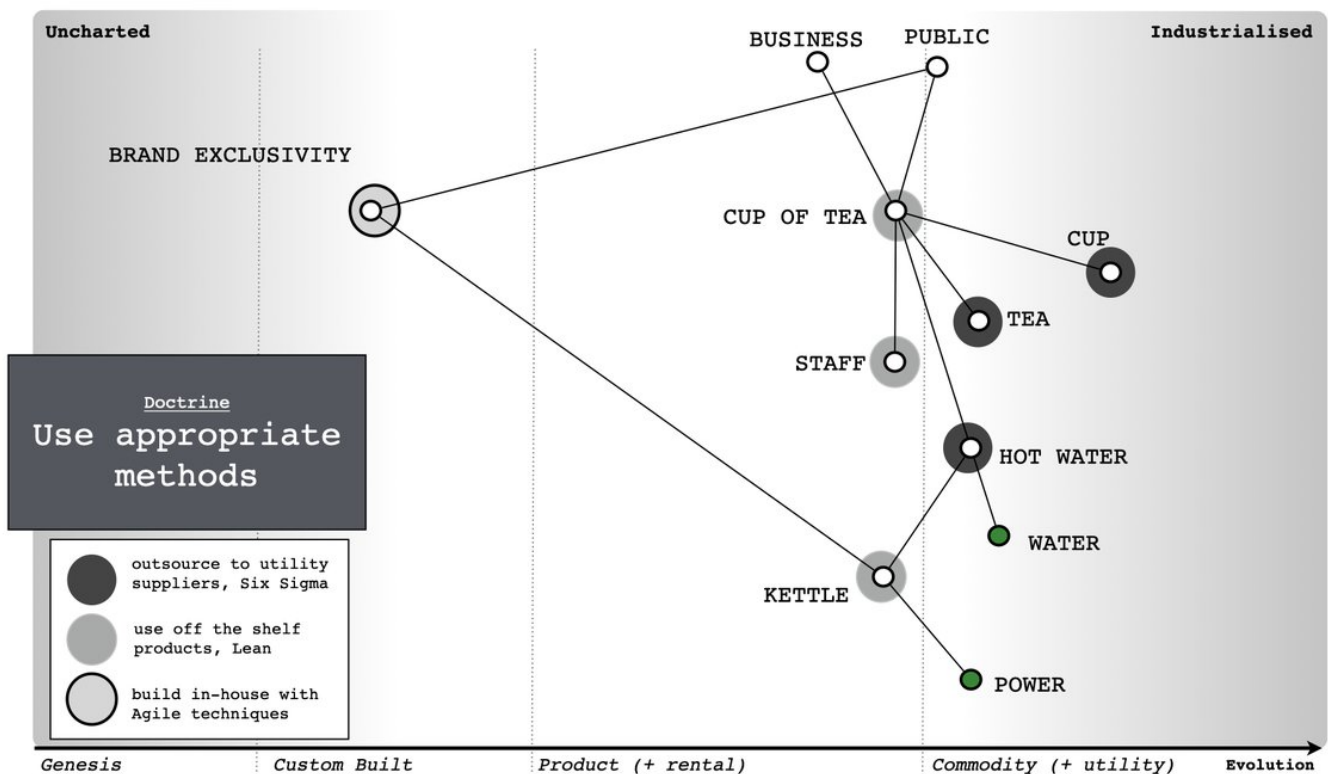 Uncharted
Industrialised
BUSINESS
PUBLIC
BRAND EXCLUSIVITY
CUP OF TEA
CUP
TEA
STAFF
Doctrine
Use appropriate
methods
HOT WATER
WATER
KETTLE
POWER
outsource to utility
suppliers, Six Sigma
use off the shelf
products, Lean
build in-house with
Agile techniques
Genesis
Custom Built
Product (+ rental)
Commodity (+ utility)
Evolution